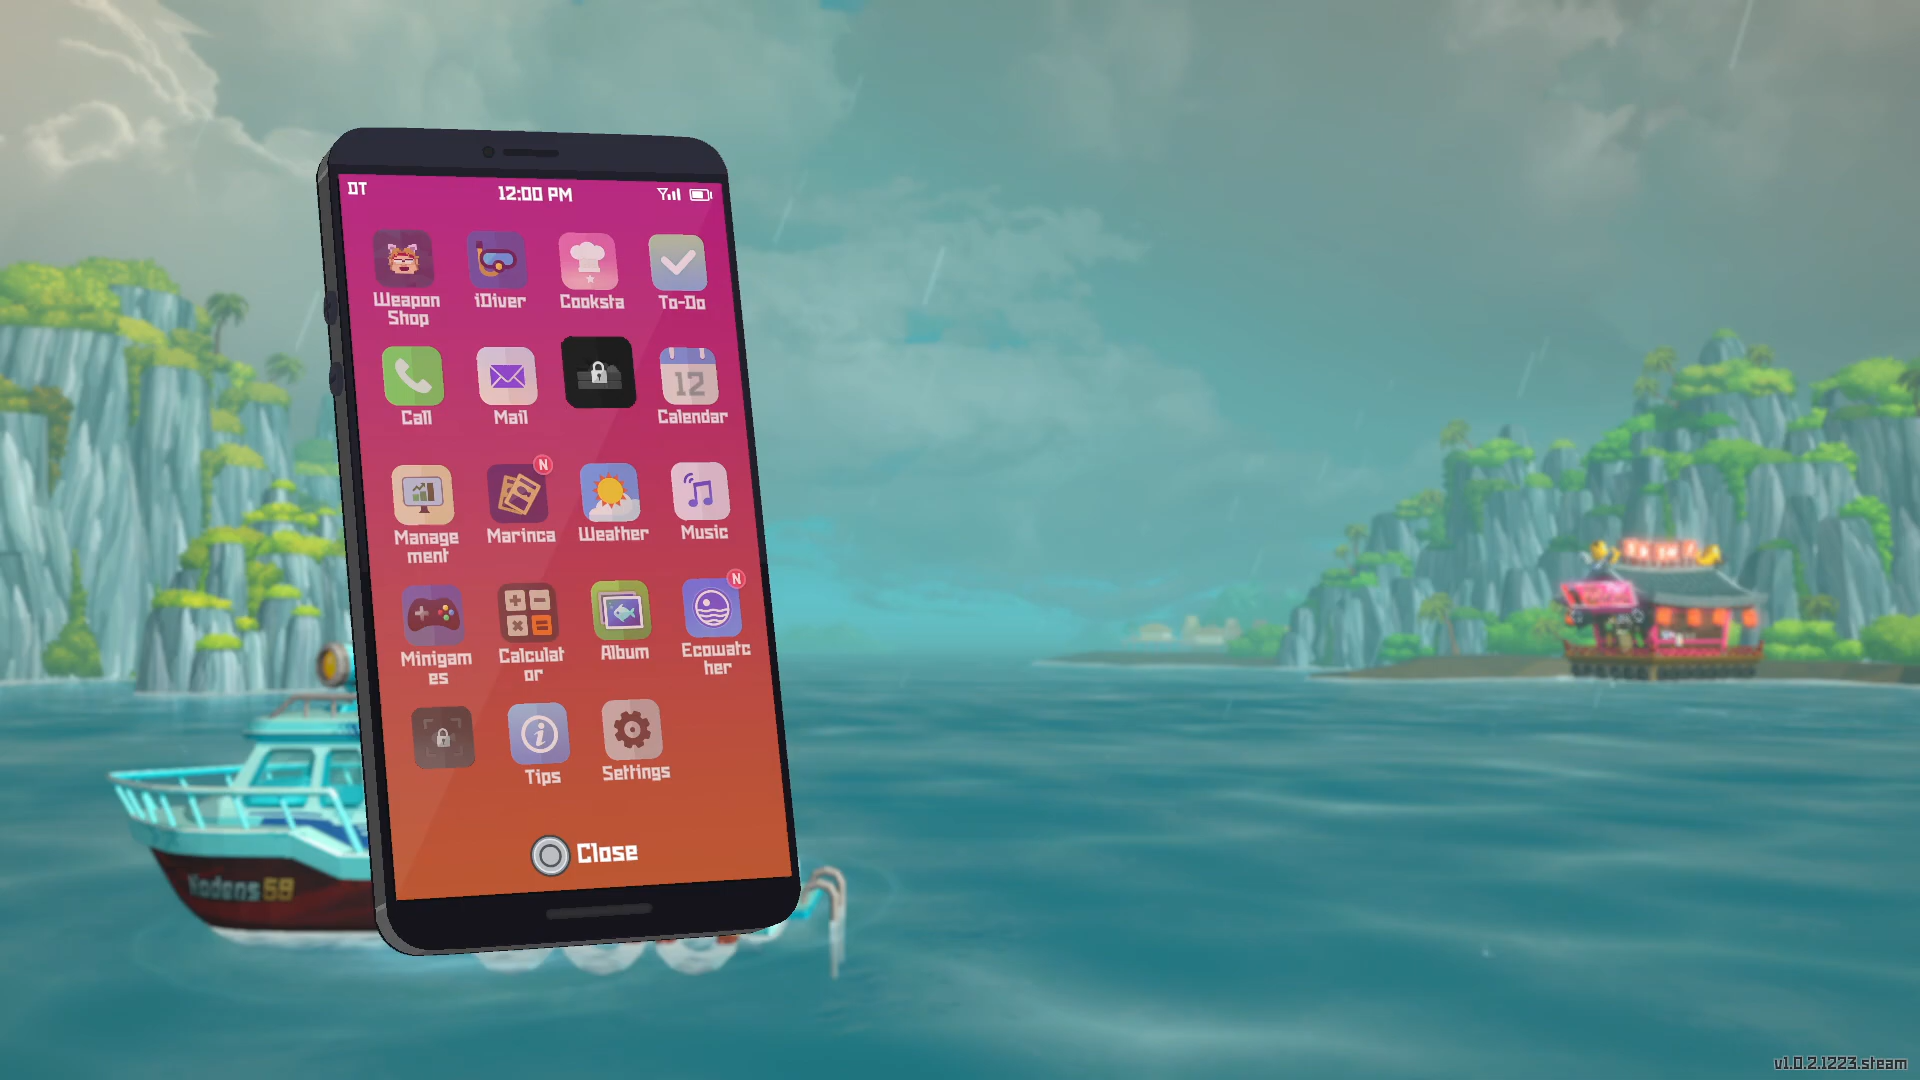 DT
12:00 PM
Weapon
Shop
iDiver
Cooksta
To-Do
Call
Mail
12
Calendar
Manage
ment
N
Marinca
Weather
Music
Minigam
es
Calculat
or
Album
N
Ecowatc
her
Tips
Settings
Close
Nadens58
v1.0.2.1223.steam